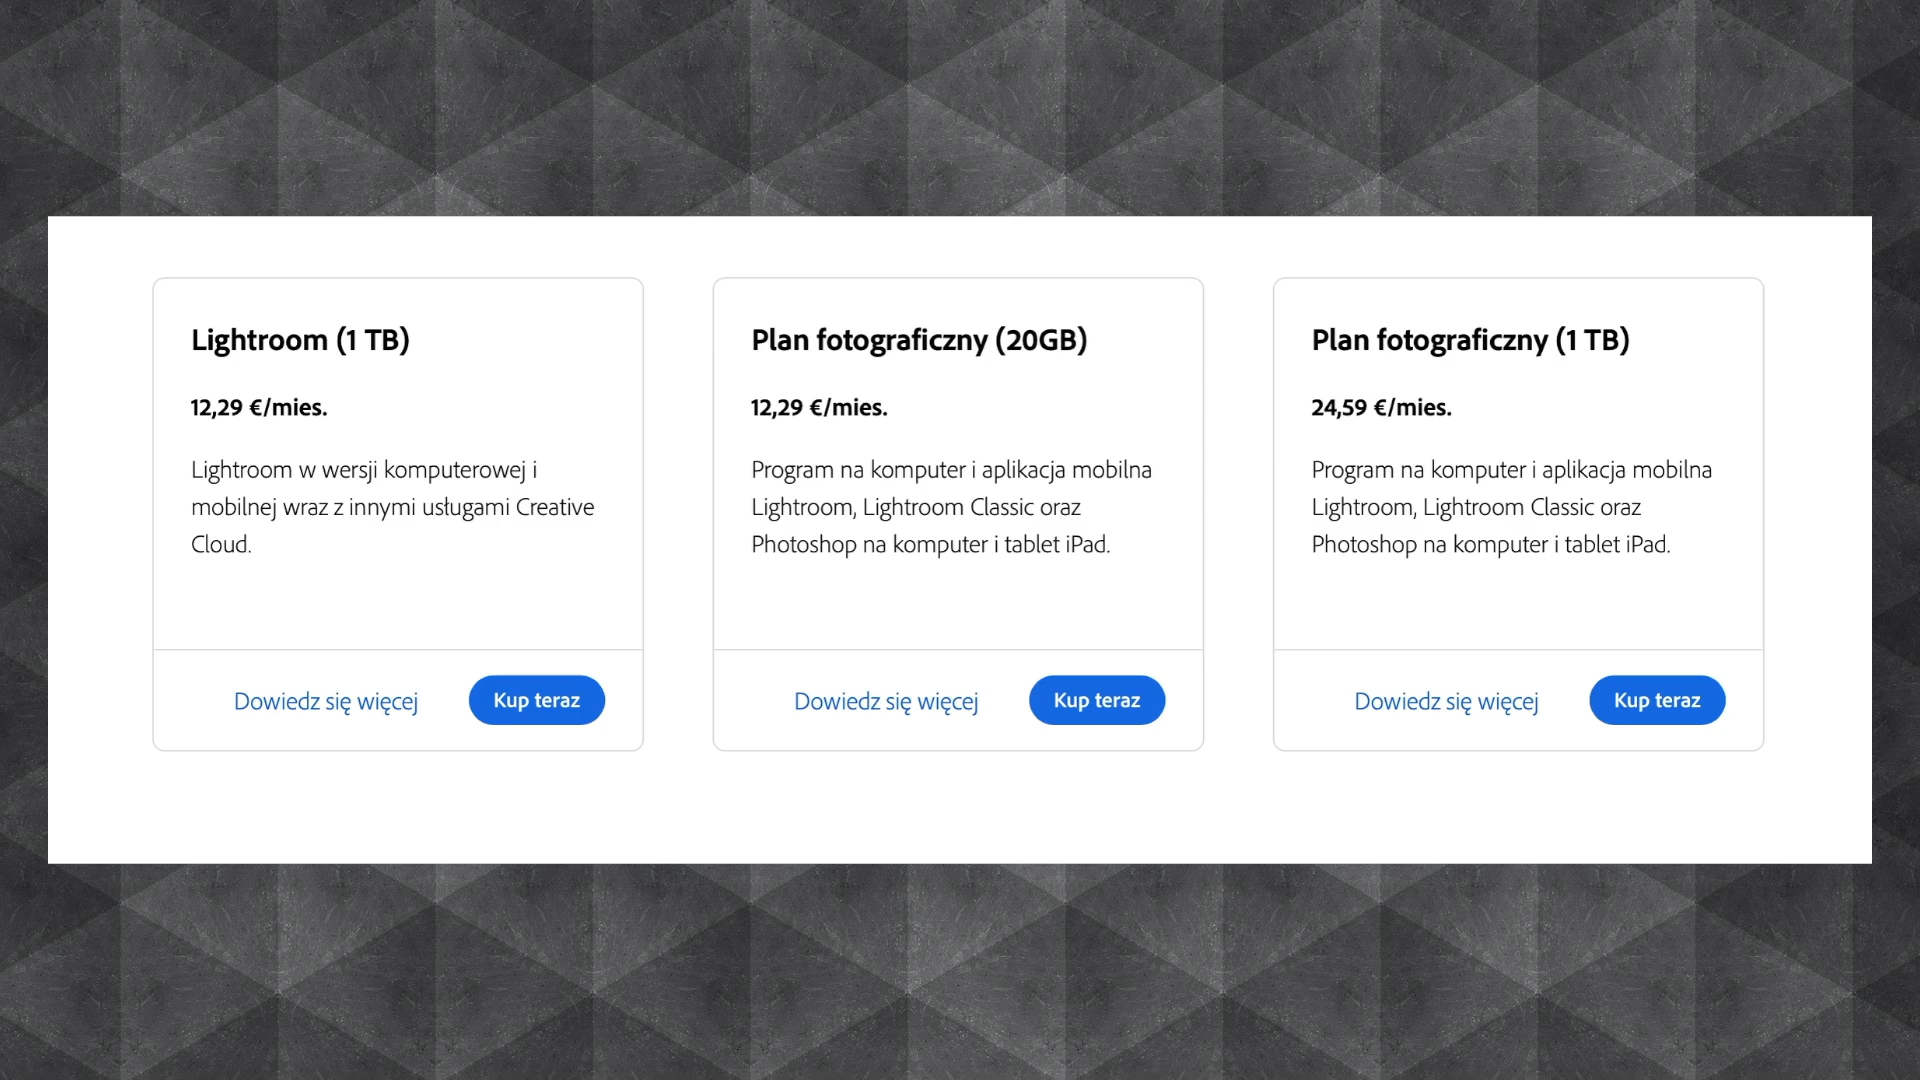 Lightroom (1 TB)
12,29 €/mies.
Lightroom w wersji komputerowej i
mobilnej wraz z innymi usługami Creative
Cloud.
Dowiedz się więcej
Kup teraz
Plan fotograficzny (20GB)
12,29 €/mies.
Program na komputer i aplikacja mobilna
Lightroom, Lightroom Classic oraz
Photoshop na komputer i tablet iPad.
Dowiedz się więcej
Kup teraz
Plan fotograficzny (1 TB)
24,59 €/mies.
Program na komputer i aplikacja mobilna
Lightroom, Lightroom Classic oraz
Photoshop na komputer i tablet iPad.
Dowiedz się więcej
Kup teraz